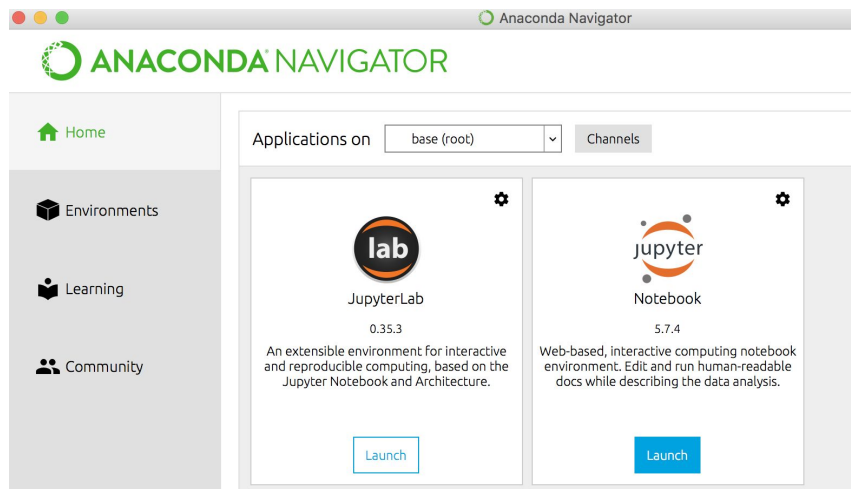 Anaconda Navigator
ANACONDA NAVIGATOR
Home
Environments
Learning
Community
Applications on base (root) Channels
lab
JupyterLab
0.35.3
An extensible environment for interactive
and reproducible computing, based on the
Jupyter Notebook and Architecture.
Launch
jupyter
Notebook
5.7.4
Web-based, interactive computing notebook
environment. Edit and run human-readable
docs while describing the data analysis.
Launch